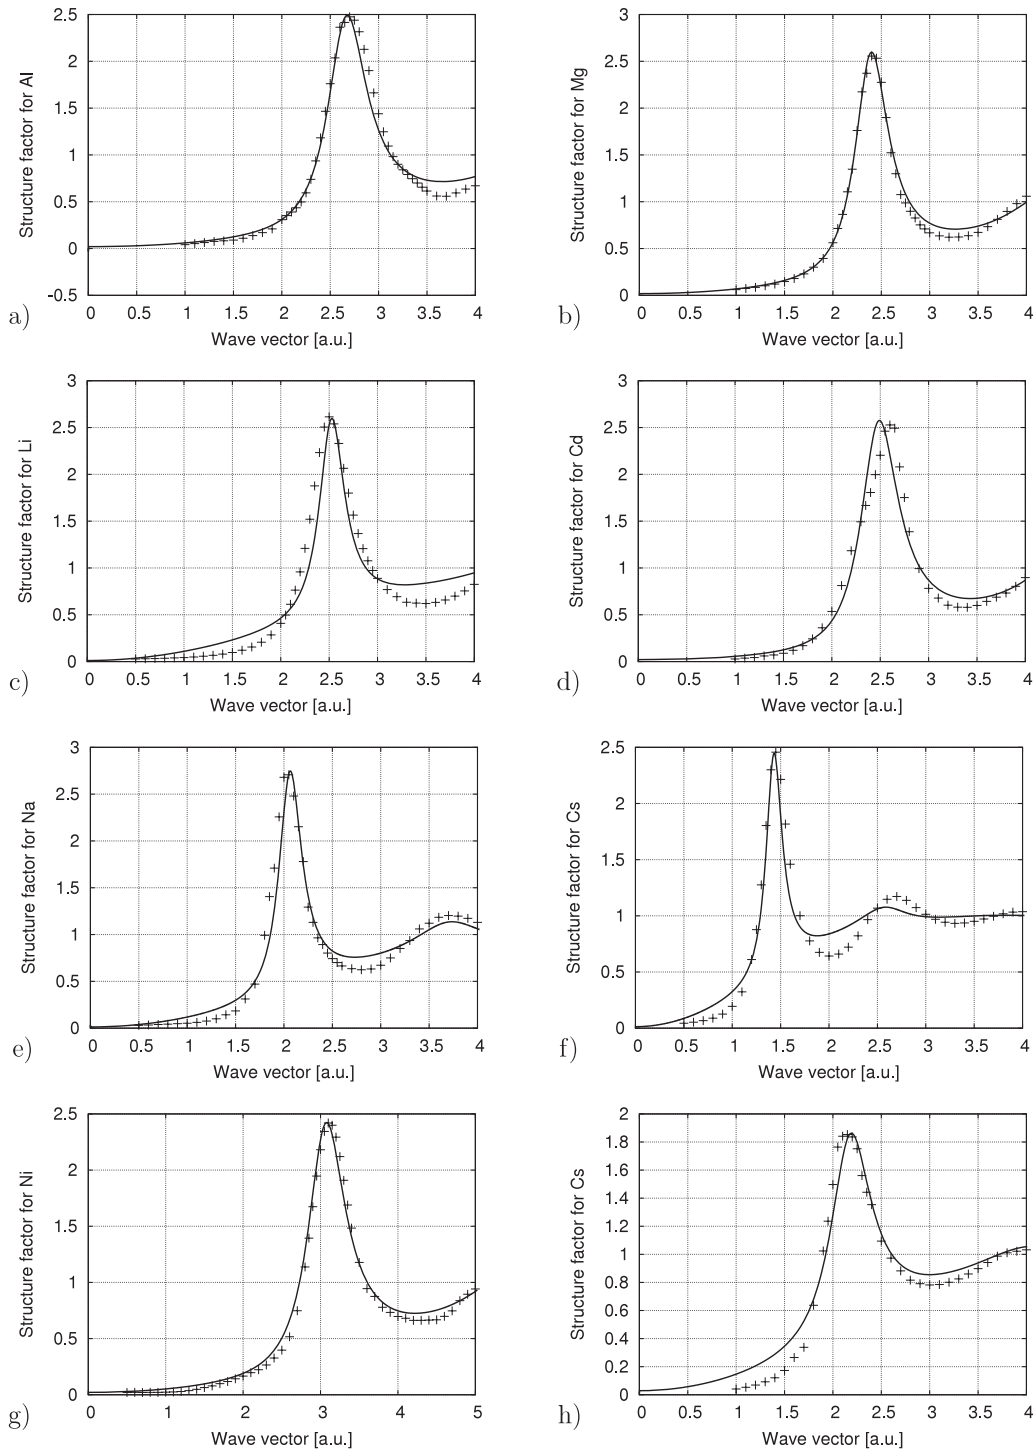 2.5
2
1.5
1
0.5
0
-0.5
Structure factor for Al
0 0.5 1 1.5 2 2.5 3 3.5 4
Wave vector [a.u.]
a)
3
2.5
2
1.5
1
0.5
0
Structure factor for Mg
0 0.5 1 1.5 2 2.5 3 3.5 4
Wave vector [a.u.]
b)
3
2.5
2
1.5
1
0.5
0
Structure factor for Li
0 0.5 1 1.5 2 2.5 3 3.5 4
Wave vector [a.u.]
c)
3
2.5
2
1.5
1
0.5
0
Structure factor for Cd
0 0.5 1 1.5 2 2.5 3 3.5 4
Wave vector [a.u.]
d)
3
2.5
2
1.5
1
0.5
0
Structure factor for Na
0 0.5 1 1.5 2 2.5 3 3.5 4
Wave vector [a.u.]
e)
2.5
2
1.5
1
0.5
0
Structure factor for Cs
0 0.5 1 1.5 2 2.5 3 3.5 4
Wave vector [a.u.]
f)
2.5
2
1.5
1
0.5
0
Structure factor for Ni
0 1 2 3 4 5
Wave vector [a.u.]
g)
2
1.8
1.6
1.4
1.2
1
0.8
0.6
0.4
0.2
0
Structure factor for Cs
0 0.5 1 1.5 2 2.5 3 3.5 4
Wave vector [a.u.]
h)